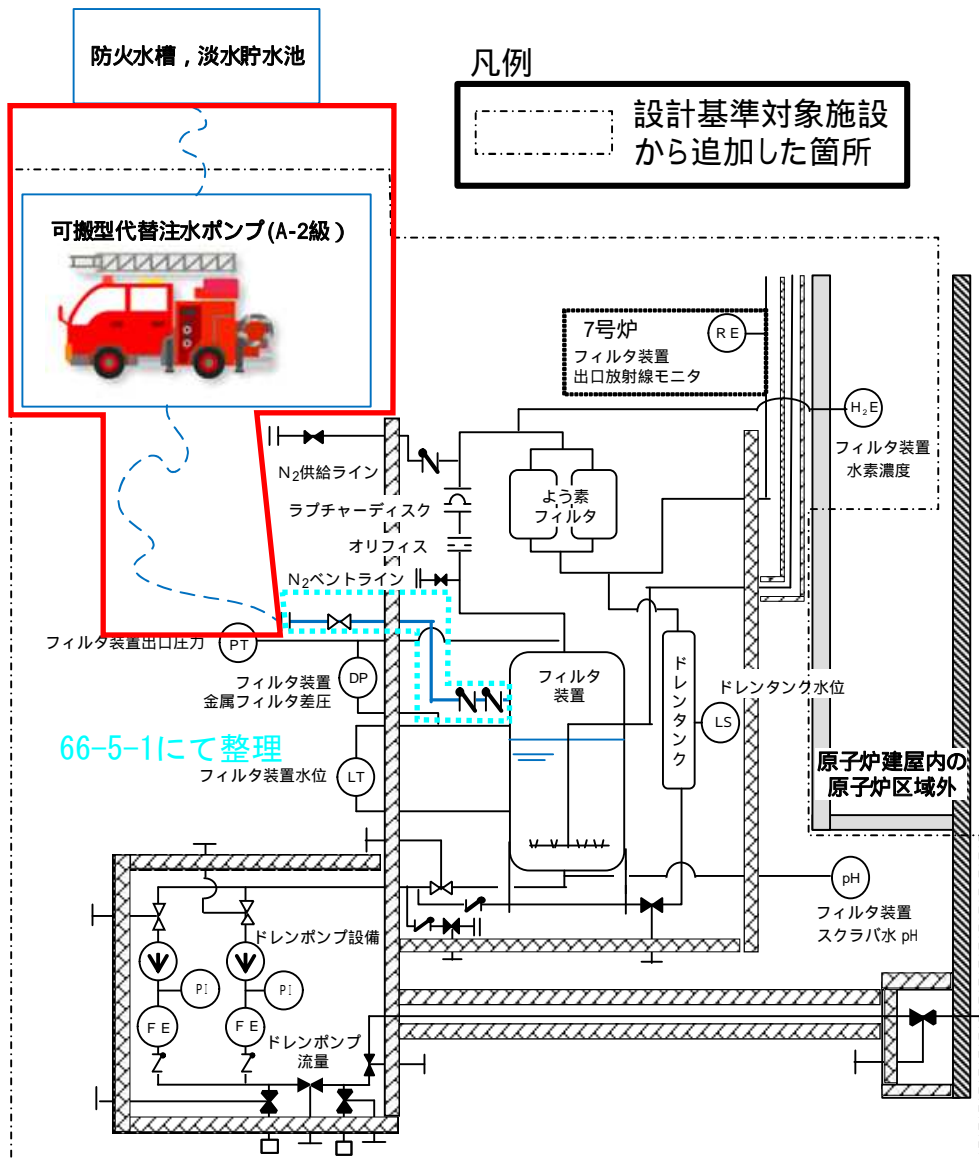 防火水槽，淡水貯水池
凡例
設計基準対象施設
から追加した箇所
可搬型代替注水ポンプ(A-2級）
7号炉
フィルタ装置
出口放射線モニタ
RE
H₂E
フィルタ装置
水素濃度
N₂供給ライン
よう素
フィルタ
ラプチャーディスク
オリフィス
N₂ベントライン
フィルタ装置出口圧力
PT
フィルタ装置
金属フィルタ差圧
DP
フィルタ
装置
ドレンタンク
ドレンタンク水位
LS
66-5-1にて整理
フィルタ装置水位
LT
原子炉建屋内の
原子炉区域外
pH
フィルタ装置
スクラバ水 pH
ドレンポンプ設備
PI
PI
FE
FE
ドレンポンプ
流量